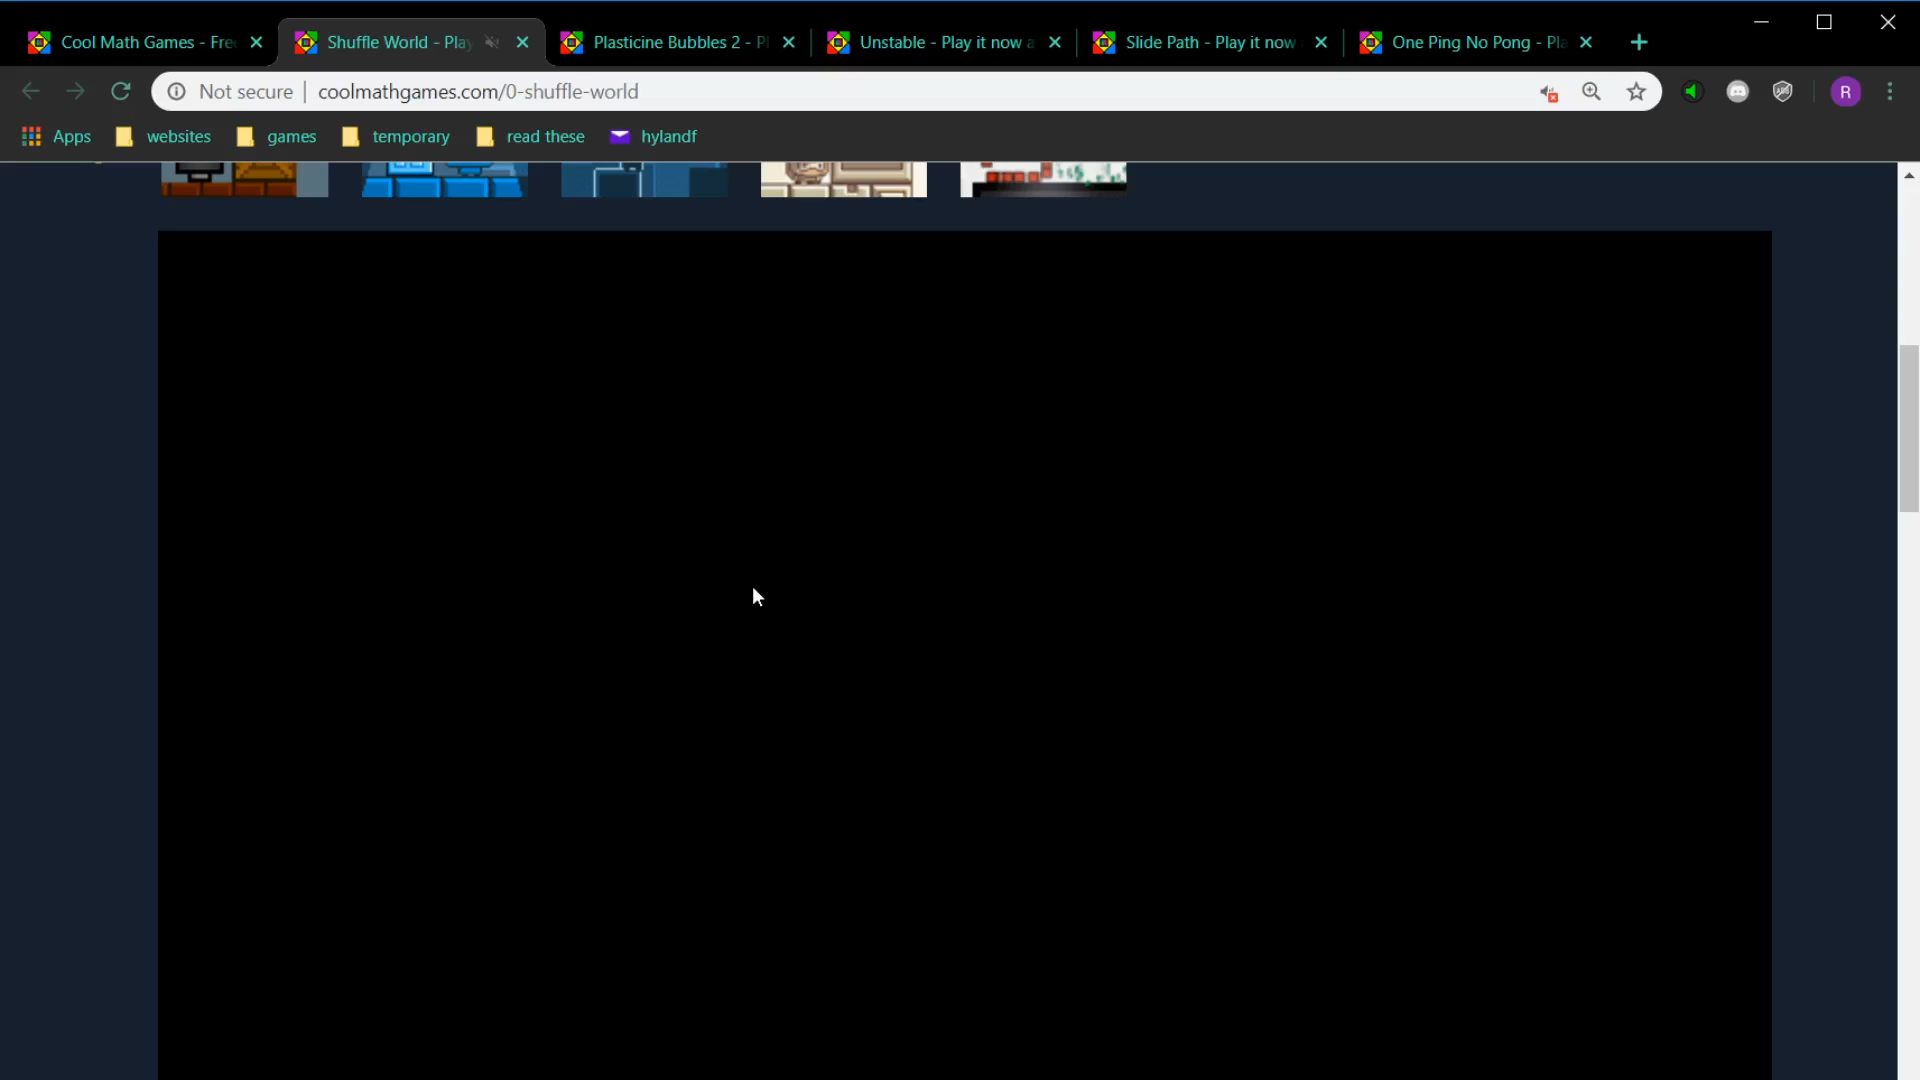 Cool Math Games - Fre
Shuffle World - Play
Plasticine Bubbles 2 - Pl
Unstable - Play it now a
Slide Path - Play it now
One Ping No Pong - Pla
Not secure | coolmathgames.com/0-shuffle-world
R
Apps
websites
games
temporary
read these
hylandf